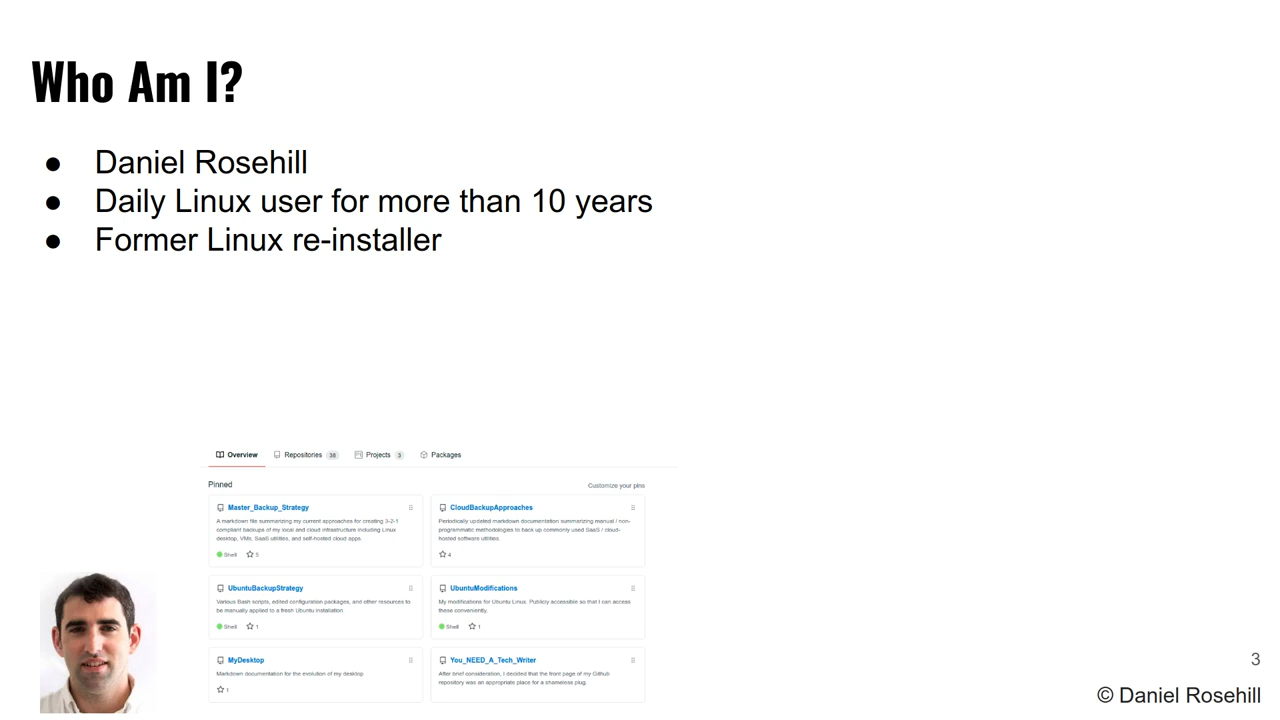 Who Am I?
● Daniel Rosehill
● Daily Linux user for more than 10 years
● Former Linux re-installer
Overview Repositories 38 Projects 3 Packages
Pinned Customize your pins
Master_Backup_Strategy
A markdown file summarizing my current approaches for creating 3-2-1
compliant backups of my local and cloud infrastructure including Linux
desktop, VMs, SaaS utilities, and self-hosted cloud apps.
Shell 5
CloudBackupApproaches
Periodically updated markdown documentation summarizing manual / non-
programmatic methodologies to back up commonly used SaaS / cloud-
hosted software utilities.
4
UbuntuBackupStrategy
Various Bash scripts, edited configuration packages, and other resources to
be manually applied to a fresh Ubuntu installation
Shell 1
UbuntuModifications
My modifications for Ubuntu Linux. Publicly accessible so that I can access
these conveniently.
Shell 1
MyDesktop
Markdown documentation for the evolution of my desktop
1
You_NEED_A_Tech_Writer
After brief consideration, I decided that the front page of my Github
repository was an appropriate place for a shameless plug.
3
© Daniel Rosehill